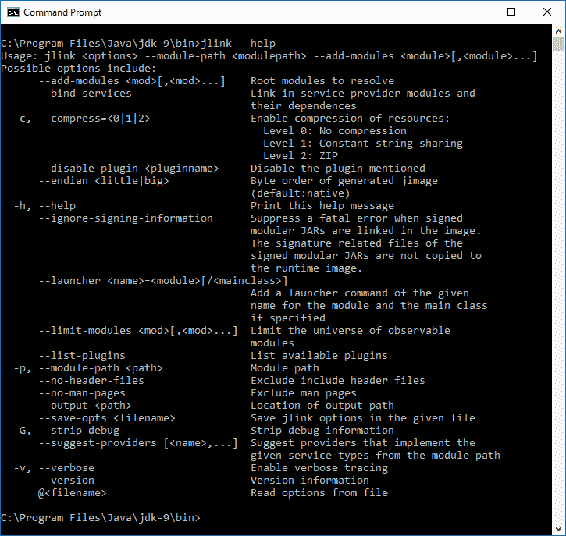 Command Prompt
C:\Program Files\Java\jdk-9\bin>jlink --help
Usage: jlink <options> --module-path <modulepath> --add-modules <module>[,<module>...]
Possible options include:
--add-modules <mod>[,<mod>...]    Root modules to resolve
--bind-services    Link in service provider modules and
their dependences
-c, --compress=<0|1|2>    Enable compression of resources:
Level 0: No compression
Level 1: Constant string sharing
Level 2: ZIP
--disable-plugin <pluginname>    Disable the plugin mentioned
--endian <little|big>    Byte order of generated jimage
(default:native)
-h, --help    Print this help message
--ignore-signing-information    Suppress a fatal error when signed
modular JARs are linked in the image.
The signature related files of the
signed modular JARs are not copied to
the runtime image.
--launcher <name>=<module>[/<mainclass>]
Add a launcher command of the given
name for the module and the main class
if specified
--limit-modules <mod>[,<mod>...]    Limit the universe of observable
modules
--list-plugins    List available plugins
-p, --module-path <path>    Module path
--no-header-files    Exclude include header files
--no-man-pages    Exclude man pages
--output <path>    Location of output path
--save-opts <filename>    Save jlink options in the given file
-G, --strip-debug    Strip debug information
--suggest-providers [<name>,...]    Suggest providers that implement the
given service types from the module path
-v, --verbose    Enable verbose tracing
--version    Version information
@<filename>    Read options from file
C:\Program Files\Java\jdk-9\bin>